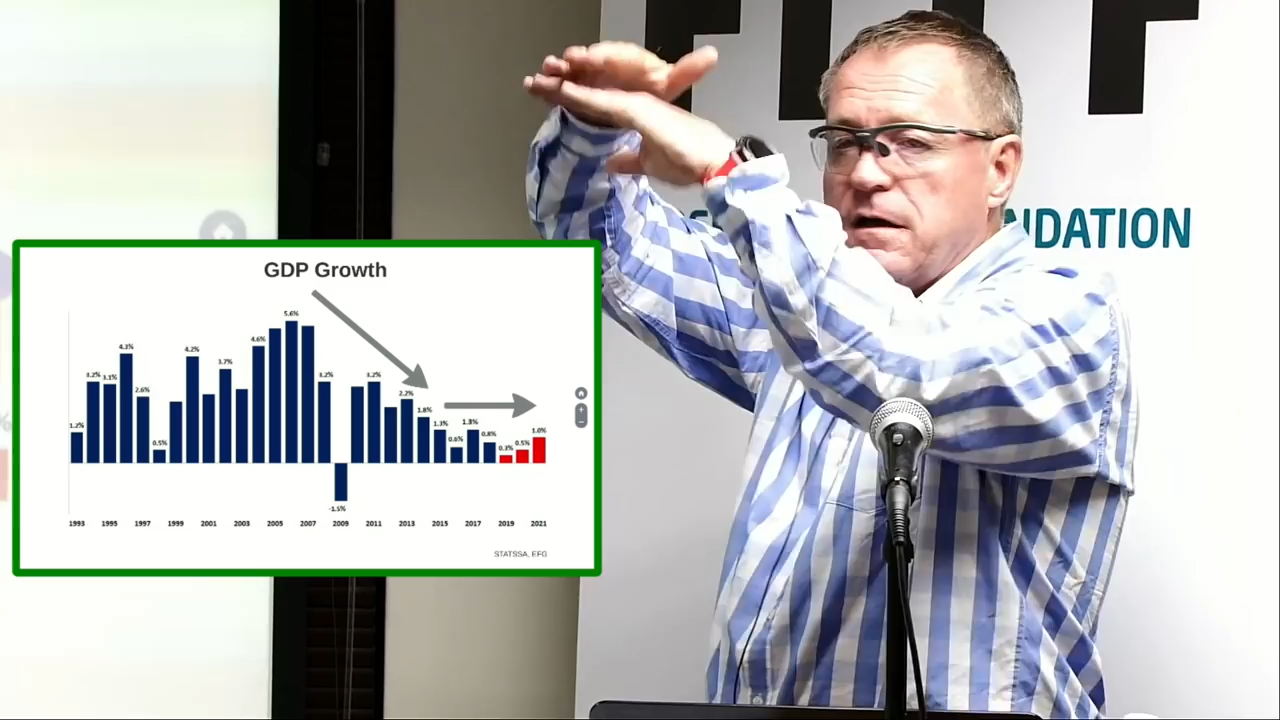 NDATION
GDP Growth
5.6%
4.6%
4.3%
4.2%
3.7%
3.2% 3.1% 3.2% 3.2%
2.6%
2.2%
1.8%
1.2% 1.3% 1.3%
0.5% 0.6% 0.8% 0.3% 0.5% 1.0%
-1.5%
1993 1995 1997 1999 2001 2003 2005 2007 2009 2011 2013 2015 2017 2019 2021
STATSSA, EFG